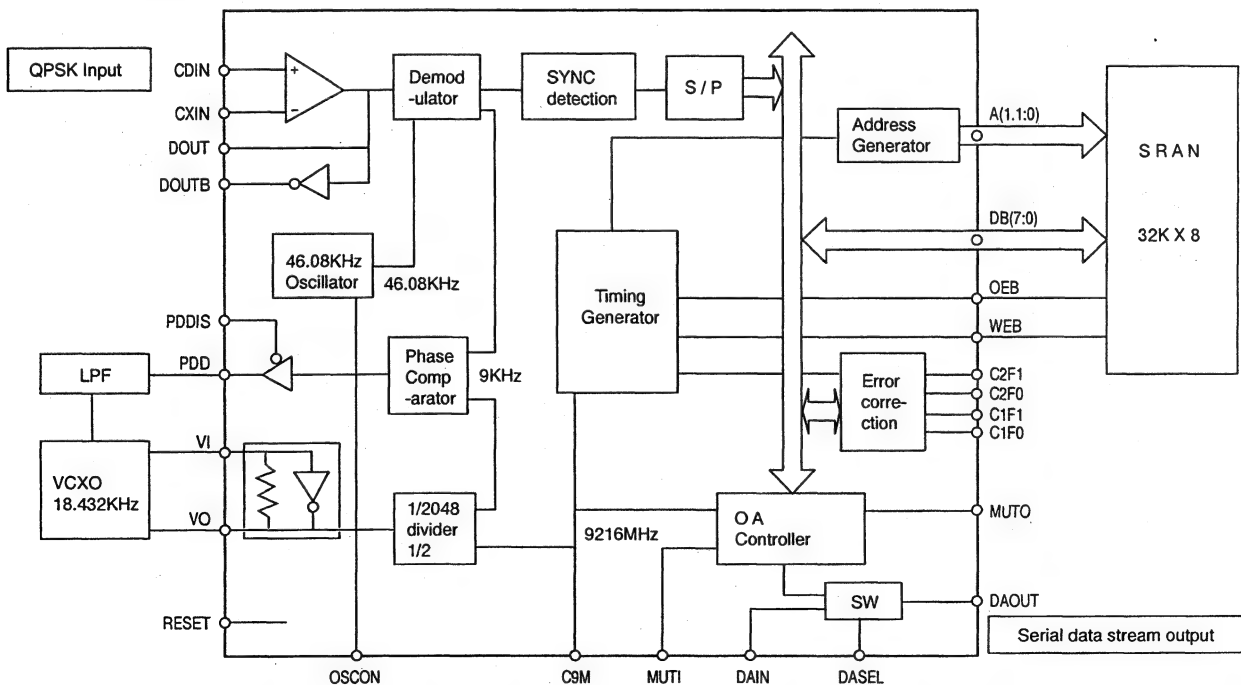 QPSK Input
CDIN
CXIN
DOUT
DOUTB
Demod
-ulator
SYNC
detection
S / P
Address
Generator
A(1.1:0)
S R A N
32K X 8
DB(7:0)
46.08KHz
Oscillator
46.08KHz
Timing
Generator
OEB
WEB
PDDIS
PDD
LPF
Phase
Comp
-arator
9KHz
Error
corre-
ction
C2F1
C2F0
C1F1
C1F0
VI
VCXO
18.432KHz
VO
1/2048
divider
1/2
9216MHz
O A
Controller
MUTO
SW
DAOUT
RESET
Serial data stream output
OSCON
C9M
MUTI
DAIN
DASEL